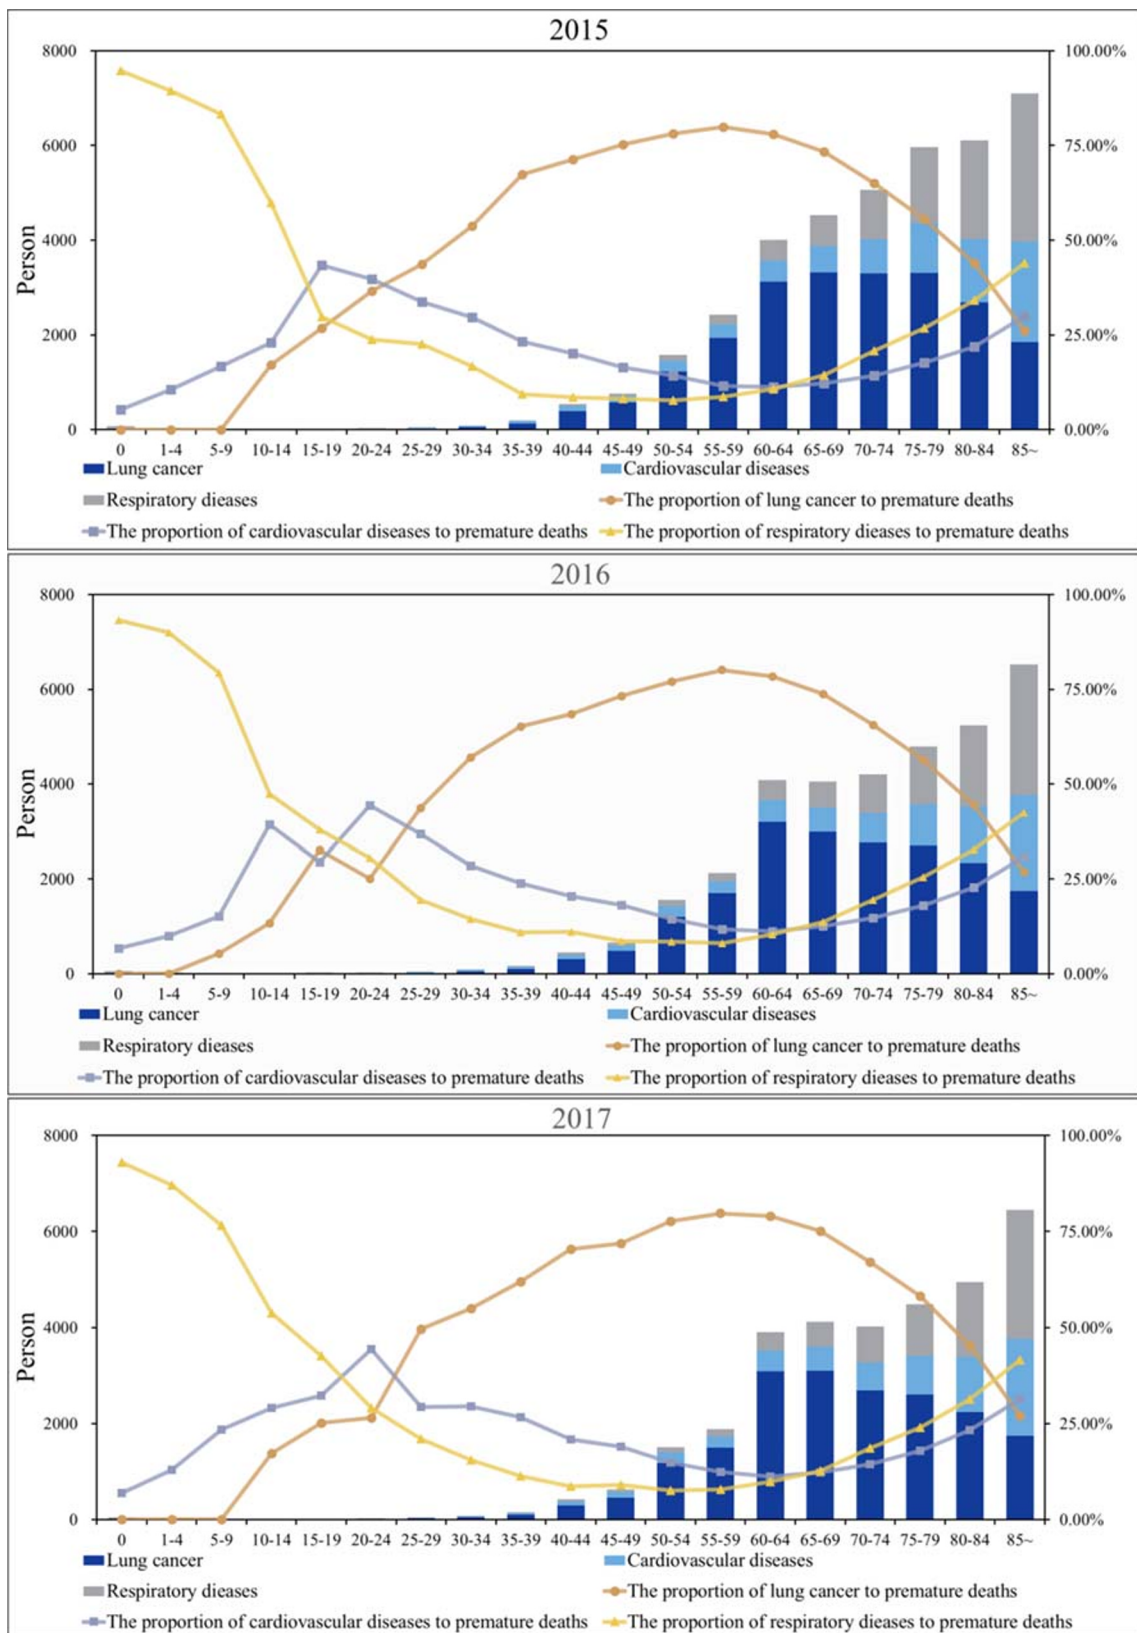 2015
8000 100.00%
6000 75.00%
4000 50.00%
2000 25.00%
0 0.00%
Person
0 1-4 5-9 10-14 15-19 20-24 25-29 30-34 35-39 40-44 45-49 50-54 55-59 60-64 65-69 70-74 75-79 80-84 85~
Lung cancer Cardiovascular diseases
Respiratory dieases The proportion of lung cancer to premature deaths
The proportion of cardiovascular diseases to premature deaths The proportion of respiratory dieases to premature deaths
2016
8000 100.00%
6000 75.00%
4000 50.00%
2000 25.00%
0 0.00%
Person
0 1-4 5-9 10-14 15-19 20-24 25-29 30-34 35-39 40-44 45-49 50-54 55-59 60-64 65-69 70-74 75-79 80-84 85~
Lung cancer Cardiovascular diseases
Respiratory dieases The proportion of lung cancer to premature deaths
The proportion of cardiovascular diseases to premature deaths The proportion of respiratory dieases to premature deaths
2017
8000 100.00%
6000 75.00%
4000 50.00%
2000 25.00%
0 0.00%
Person
0 1-4 5-9 10-14 15-19 20-24 25-29 30-34 35-39 40-44 45-49 50-54 55-59 60-64 65-69 70-74 75-79 80-84 85~
Lung cancer Cardiovascular diseases
Respiratory dieases The proportion of lung cancer to premature deaths
The proportion of cardiovascular diseases to premature deaths The proportion of respiratory dieases to premature deaths